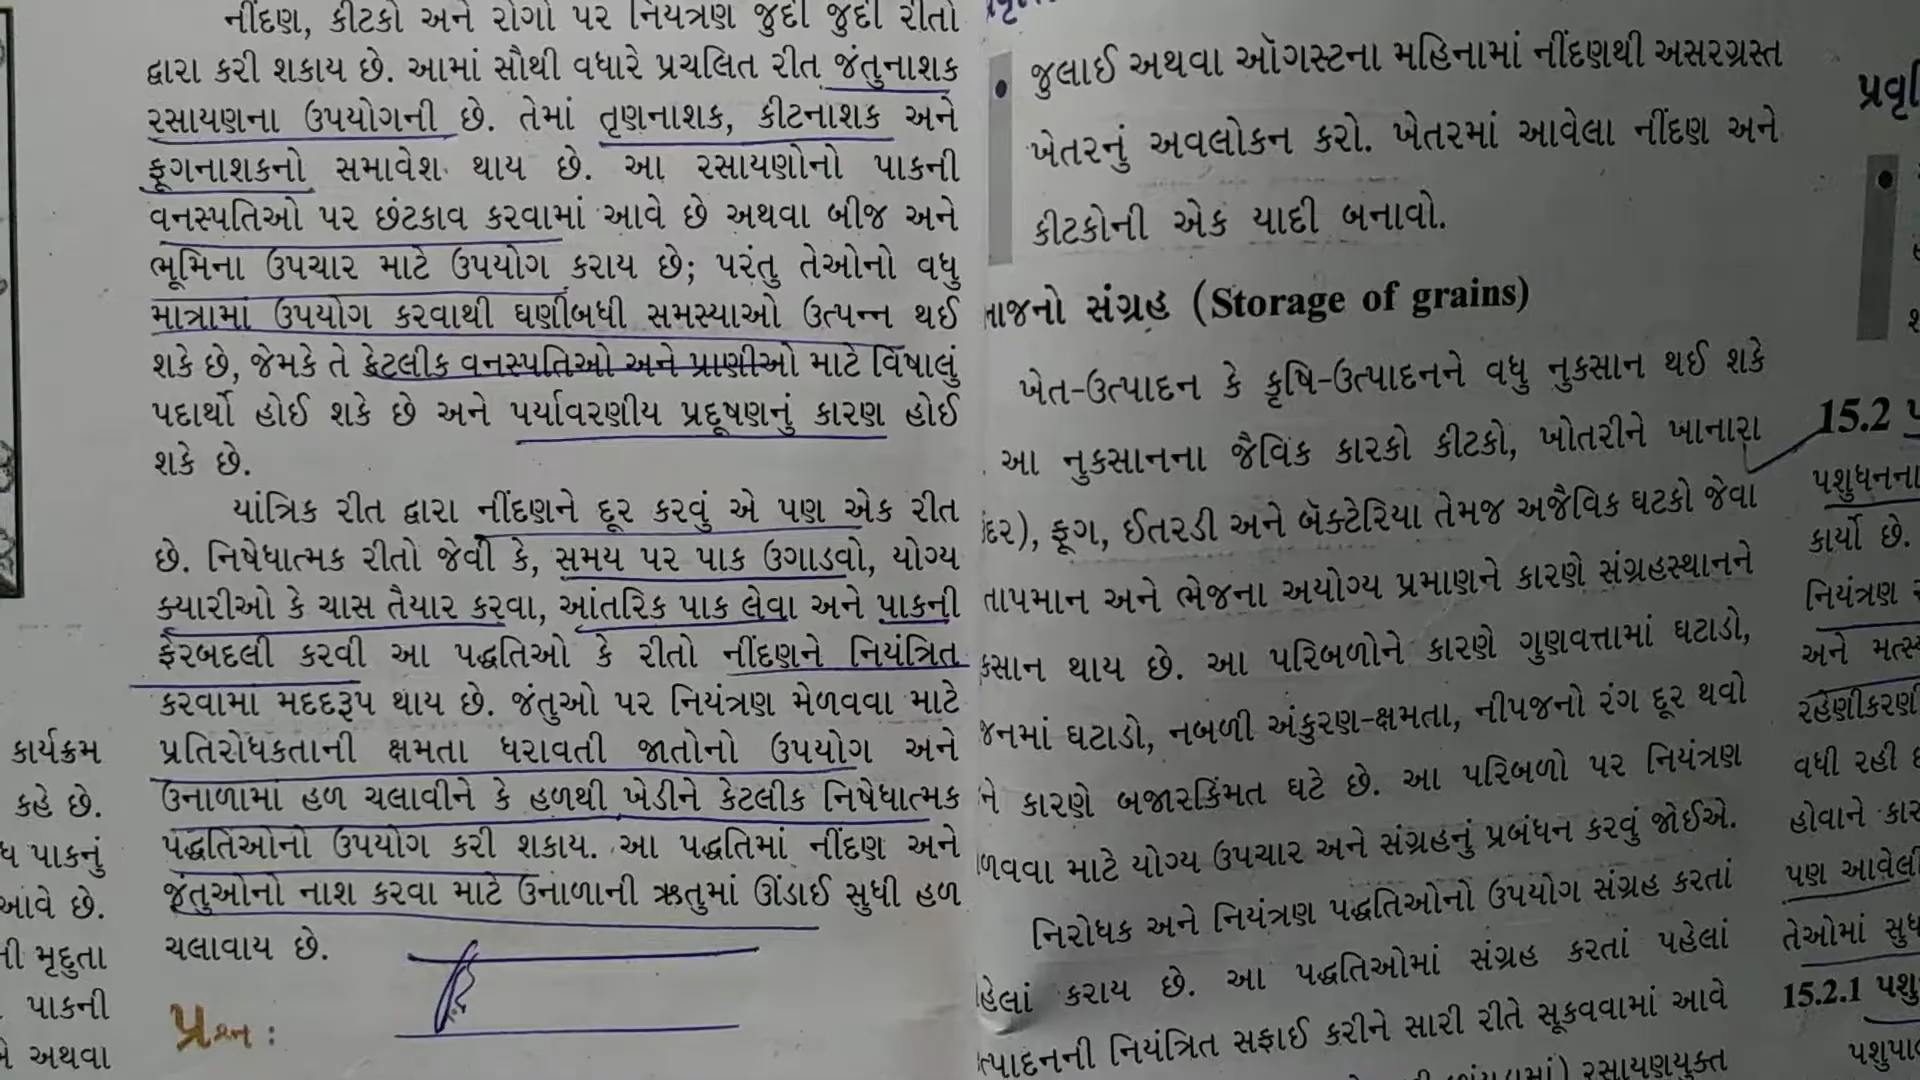 નીંદણ, કીટકો અને રોગો પર નિયંત્રણ જુદી જુદી રીતો
દ્વારા કરી શકાય છે. આમાં સૌથી વધારે પ્રચલિત રીત જંતુનાશક
રસાયણના ઉપયોગની છે. તેમાં તૃણનાશક, કીટનાશક અને
ફૂગનાશકનો સમાવેશ થાય છે. આ રસાયણોનો પાકની
વનસ્પતિઓ પર છંટકાવ કરવામાં આવે છે અથવા બીજ અને
ભૂમિના ઉપચાર માટે ઉપયોગ કરાય છે; પરંતુ તેઓનો વધુ
માત્રામાં ઉપયોગ કરવાથી ઘણીબધી સમસ્યાઓ ઉત્પન્ન થઈ
શકે છે, જેમકે તે કેટલીક વનસ્પતિઓ અને પ્રાણીઓ માટે વિષાલું
પદાર્થો હોઈ શકે છે અને પર્યાવરણીય પ્રદૂષણનું કારણ હોઈ
શકે છે.
યાંત્રિક રીત દ્વારા નીંદણને દૂર કરવું એ પણ એક રીત
છે. નિષેધાત્મક રીતો જેવી કે, સમય પર પાક ઉગાડવો, યોગ્ય
ક્યારીઓ કે ચાસ તૈયાર કરવા, આંતરિક પાક લેવા અને પાકની
ફેરબદલી કરવી આ પદ્ધતિઓ કે રીતો નીંદણને નિયંત્રિત
કરવામાં મદદરૂપ થાય છે. જંતુઓ પર નિયંત્રણ મેળવવા માટે
પ્રતિરોધકતાની ક્ષમતા ધરાવતી જાતોનો ઉપયોગ અને
ઉનાળામાં હળ ચલાવીને કે હળથી ખેડીને કેટલીક નિષેધાત્મક
પદ્ધતિઓનો ઉપયોગ કરી શકાય. આ પદ્ધતિમાં નીંદણ અને
જંતુઓનો નાશ કરવા માટે ઉનાળાની ઋતુમાં ઊંડાઈ સુધી હળ
ચલાવાય છે.
પ્રશ્ન :
કાર્યક્રમ
કહે છે.
પાકનું
આવે છે.
ની મૃદુતા
પાકની
અથવા
જુલાઈ અથવા ઑગસ્ટના મહિનામાં નીંદણથી અસરગ્રસ્ત
ખેતરનું અવલોકન કરો. ખેતરમાં આવેલા નીંદણ અને
કીટકોની એક યાદી બનાવો.
નાજનો સંગ્રહ (Storage of grains)
ખેત-ઉત્પાદન કે કૃષિ-ઉત્પાદનને વધુ નુકસાન થઈ શકે
. આ નુકસાનના જૈવિક કારકો કીટકો, ખોતરીને ખાનારા
ંદર), ફૂગ, ઈતરડી અને બૅક્ટેરિયા તેમજ અજૈવિક ઘટકો જેવા
તાપમાન અને ભેજના અયોગ્ય પ્રમાણને કારણે સંગ્રહસ્થાનને
કસાન થાય છે. આ પરિબળોને કારણે ગુણવત્તામાં ઘટાડો,
જનમાં ઘટાડો, નબળી અંકુરણ-ક્ષમતા, નીપજનો રંગ દૂર થવો
ને કારણે બજારકિંમત ઘટે છે. આ પરિબળો પર નિયંત્રણ
ળવવા માટે યોગ્ય ઉપચાર અને સંગ્રહનું પ્રબંધન કરવું જોઈએ.
નિરોધક અને નિયંત્રણ પદ્ધતિઓનો ઉપયોગ સંગ્રહ કરતાં
હેલાં કરાય છે. આ પદ્ધતિઓમાં સંગ્રહ કરતાં પહેલાં
ત્પાદનની નિયંત્રિત સફાઈ કરીને સારી રીતે સૂકવવામાં આવે
રસાયણયુક્ત
પ્રવૃ
15.2
પશુધનના
કાર્યો છે.
નિયંત્રણ
અને મત્સ્
રહેણીકરણી
વધી રહી
હોવાને કાર
પણ આવેલી
તેઓમાં સુધ
15.2.1 પશુ
પશુપા